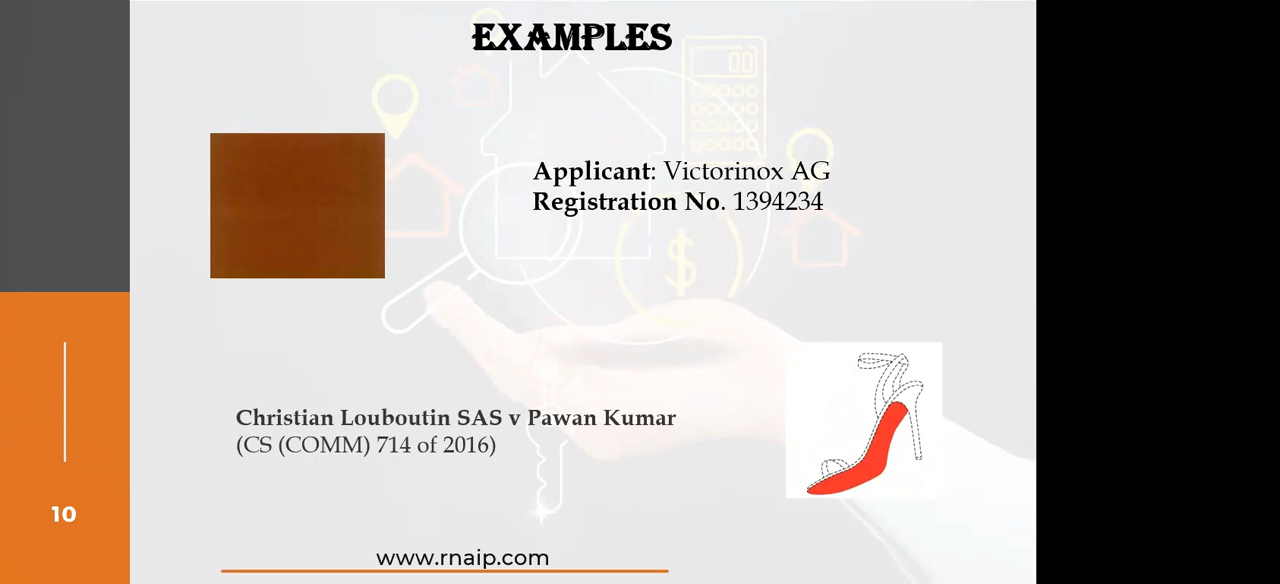 EXAMPLES
Applicant: Victorinox AG
Registration No. 1394234
Christian Louboutin SAS v Pawan Kumar
(CS (COMM) 714 of 2016)
10
www.rnaip.com